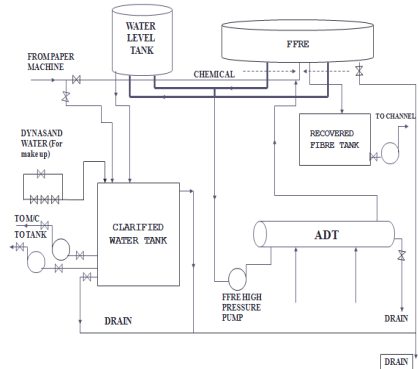 WATER
LEVEL
TANK
FFRE
FROM PAPER
MACHINE
CHEMICAL
TO CHANNEL
RECOVERED
FIBRE TANK
DYNASAND
WATER (For
make up)
TO M/C
TO TANK
CLARIFIED
WATER TANK
ADT
FFRE HIGH
PRESSURE
PUMP
DRAIN
DRAIN
DRAIN